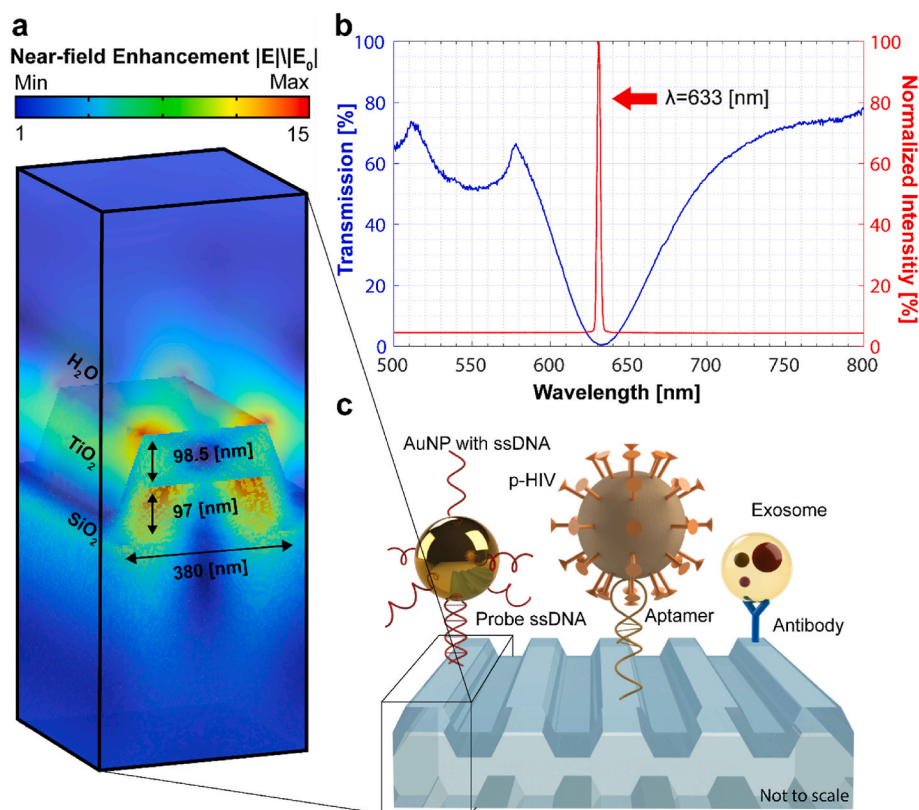 a
Near-field Enhancement |E|\|E₀|
Min Max
1 15
H₂O
TiO₂
SiO₂
98.5 [nm]
97 [nm]
380 [nm]
b
Transmission [%]
100
80
60
40
20
0
λ=633 [nm]
100
80
60
40
20
0
Normalized Intensitiy [%]
500 550 600 650 700 750 800
Wavelength [nm]
c
AuNP with ssDNA
p-HIV
Exosome
Probe ssDNA
Aptamer
Antibody
Not to scale